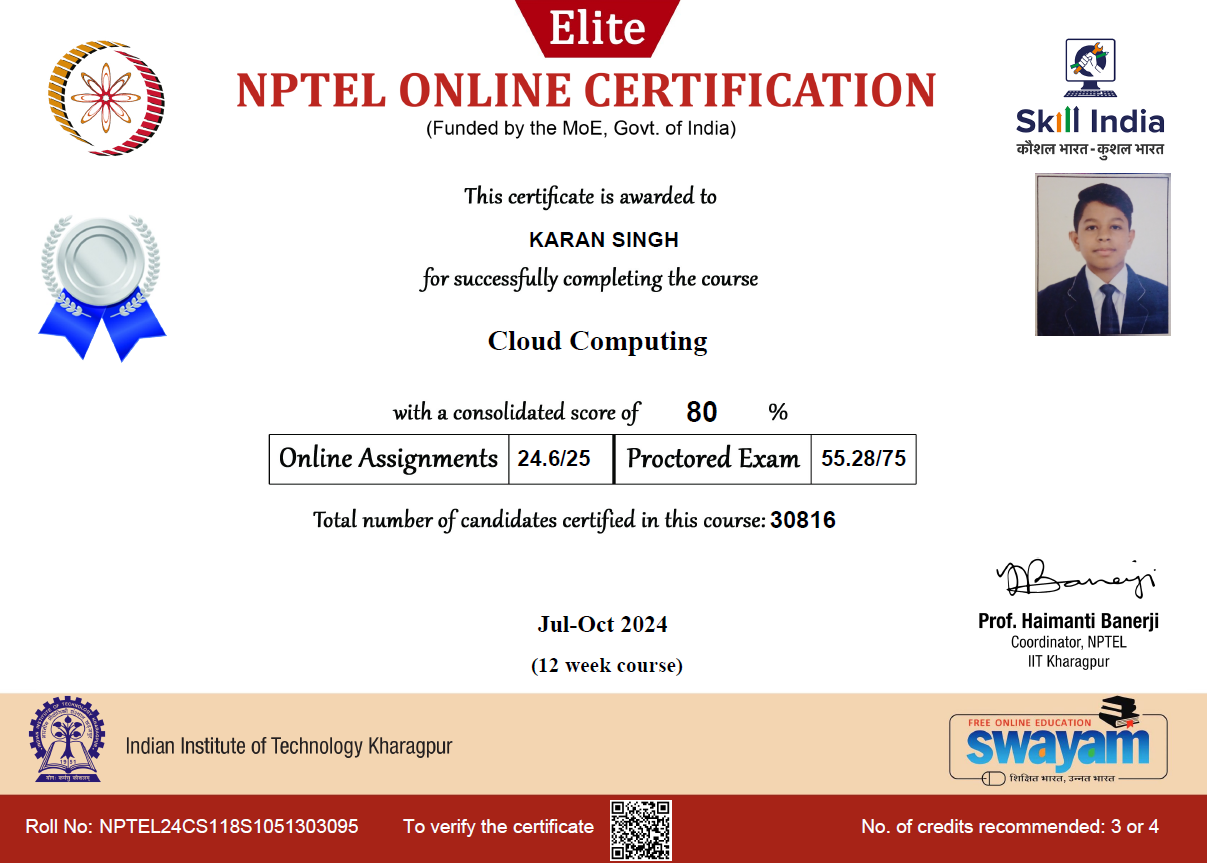 Elite
NPTEL ONLINE CERTIFICATION
(Funded by the MoE, Govt. of India)
Skill India
कौशल भारत - कुशल भारत
This certificate is awarded to
KARAN SINGH
for successfully completing the course
Cloud Computing
with a consolidated score of 80 %
Online Assignments 24.6/25 Proctored Exam 55.28/75
Total number of candidates certified in this course: 30816
Prof. Haimanti Banerji
Coordinator, NPTEL
IIT Kharagpur
Jul-Oct 2024
(12 week course)
Indian Institute of Technology Kharagpur
FREE ONLINE EDUCATION
swayam
शिक्षित भारत, उन्नत भारत
Roll No: NPTEL24CS118S1051303095 To verify the certificate No. of credits recommended: 3 or 4